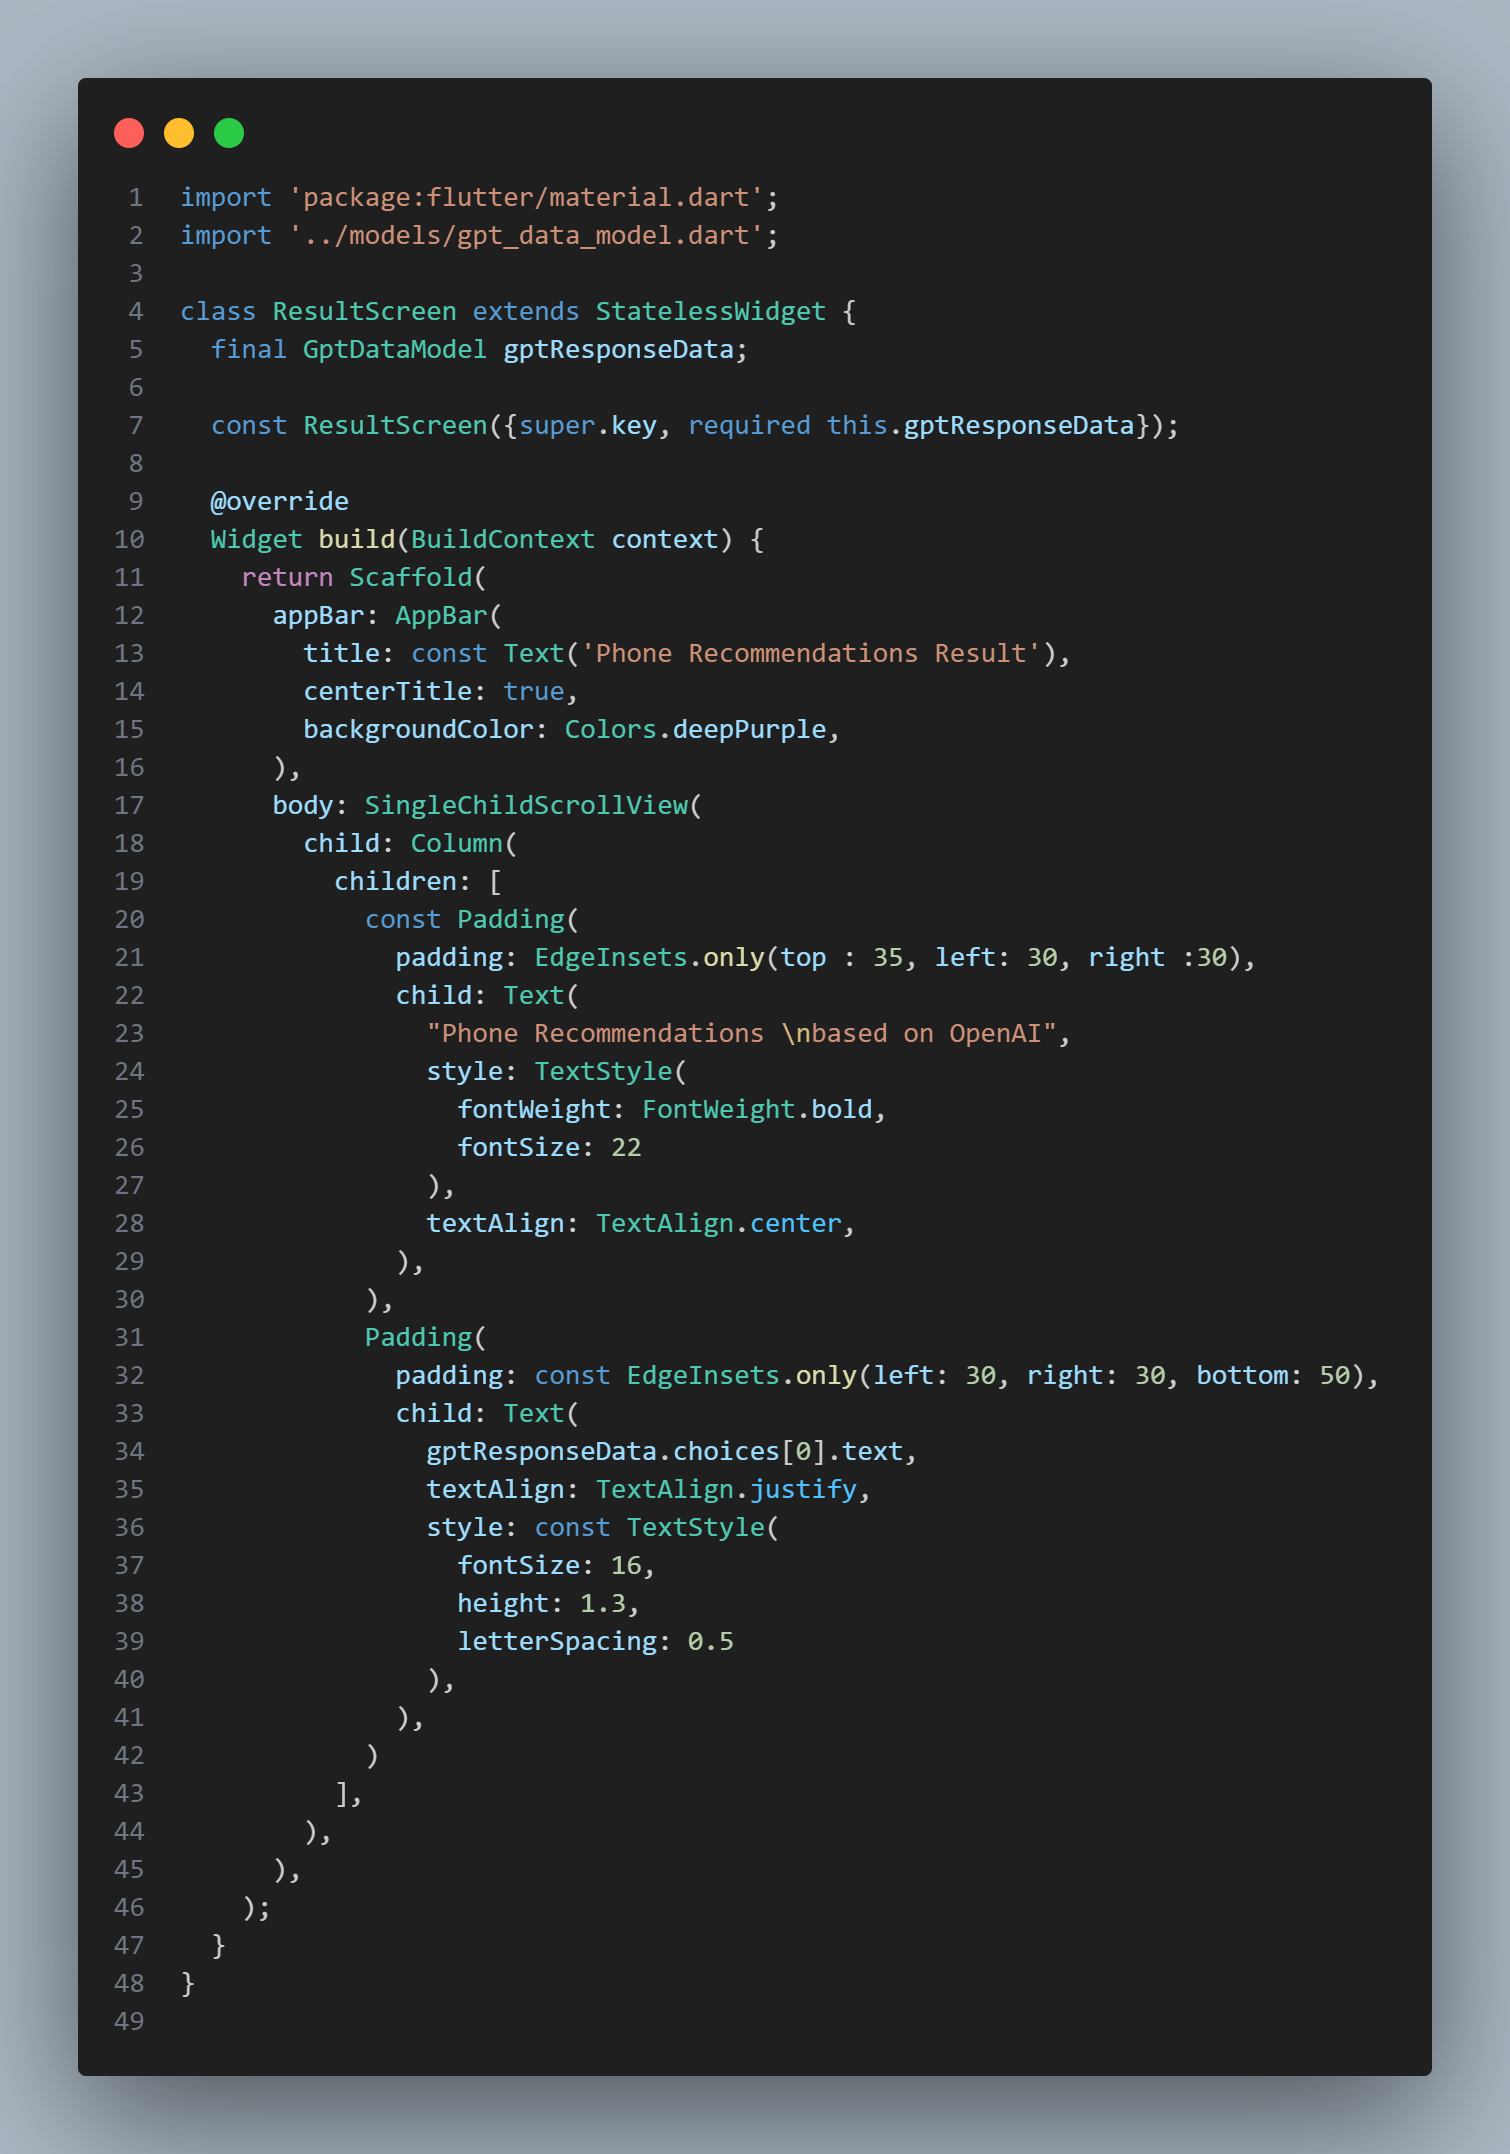 1 import 'package:flutter/material.dart';
2 import '../models/gpt_data_model.dart';
3
4 class ResultScreen extends StatelessWidget {
5   final GptDataModel gptResponseData;
6
7   const ResultScreen({super.key, required this.gptResponseData});
8
9   @override
10   Widget build(BuildContext context) {
11     return Scaffold(
12       appBar: AppBar(
13         title: const Text('Phone Recommendations Result'),
14         centerTitle: true,
15         backgroundColor: Colors.deepPurple,
16       ),
17       body: SingleChildScrollView(
18         child: Column(
19           children: [
20             const Padding(
21               padding: EdgeInsets.only(top : 35, left: 30, right :30),
22               child: Text(
23                 "Phone Recommendations \nbased on OpenAI",
24                 style: TextStyle(
25                   fontWeight: FontWeight.bold,
26                   fontSize: 22
27                 ),
28                 textAlign: TextAlign.center,
29               ),
30             ),
31             Padding(
32               padding: const EdgeInsets.only(left: 30, right: 30, bottom: 50),
33               child: Text(
34                 gptResponseData.choices[0].text,
35                 textAlign: TextAlign.justify,
36                 style: const TextStyle(
37                   fontSize: 16,
38                   height: 1.3,
39                   letterSpacing: 0.5
40                 ),
41               ),
42             )
43           ],
44         ),
45       ),
46     );
47   }
48 }
49